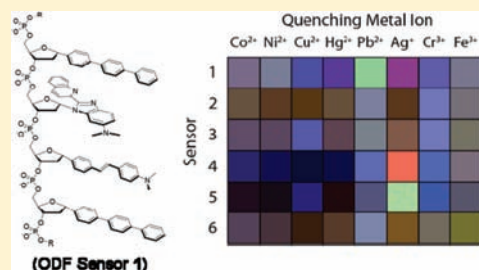 Quenching Metal Ion
Co²⁺ Ni²⁺ Cu²⁺ Hg²⁺ Pb²⁺ Ag⁺ Cr³⁺ Fe³⁺
Sensor
1
2
3
4
5
6
R
O
O=P-O⁻
O
O
O
O=P-O⁻
O
O
N
N
N
N
N
O
O=P-O⁻
O
O
N
O
O=P-O⁻
O
O
O
O=P-O⁻
O-R
(ODF Sensor 1)